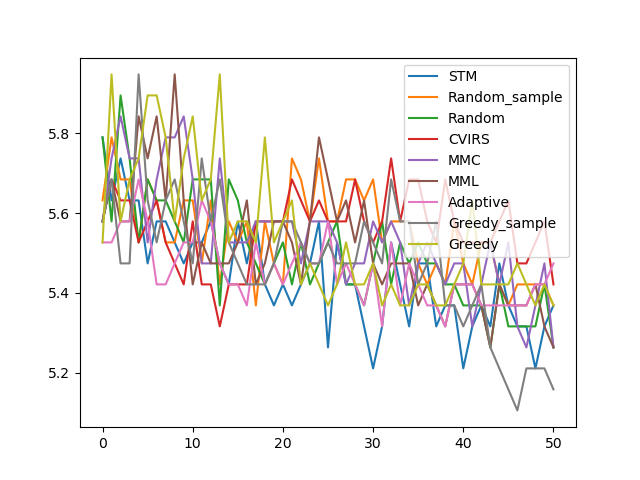 5.8
5.6
5.4
5.2
0
10
20
30
40
50
STM
Random_sample
Random
CVIRS
MMC
MML
Adaptive
Greedy_sample
Greedy